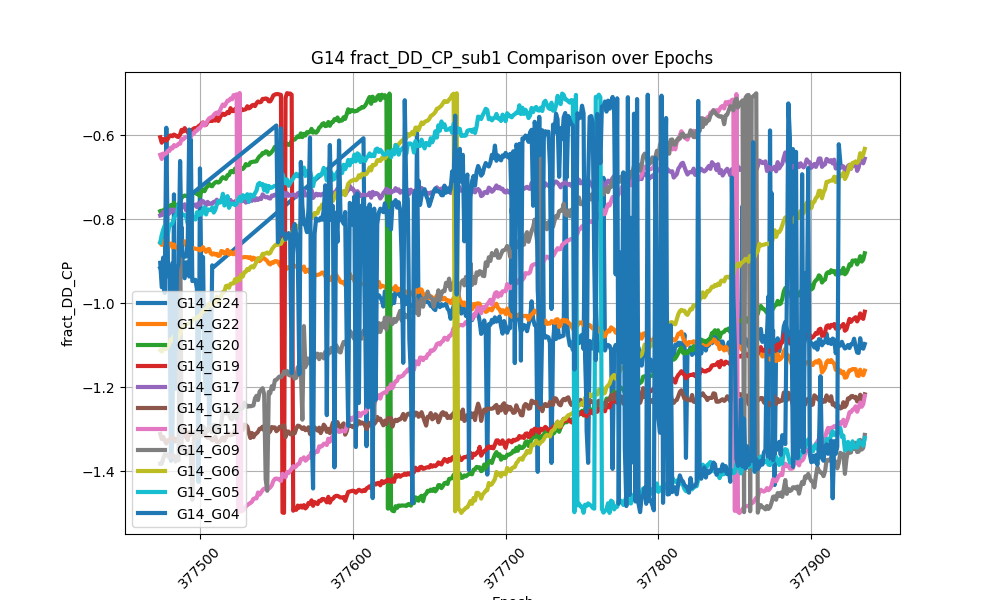 G14 fract_DD_CP_sub1 Comparison over Epochs
fract_DD_CP
−0.6
−0.8
−1.0
−1.2
−1.4
G14_G24
G14_G22
G14_G20
G14_G19
G14_G17
G14_G12
G14_G11
G14_G09
G14_G06
G14_G05
G14_G04
377500
377600
377700
377800
377900
Epoch